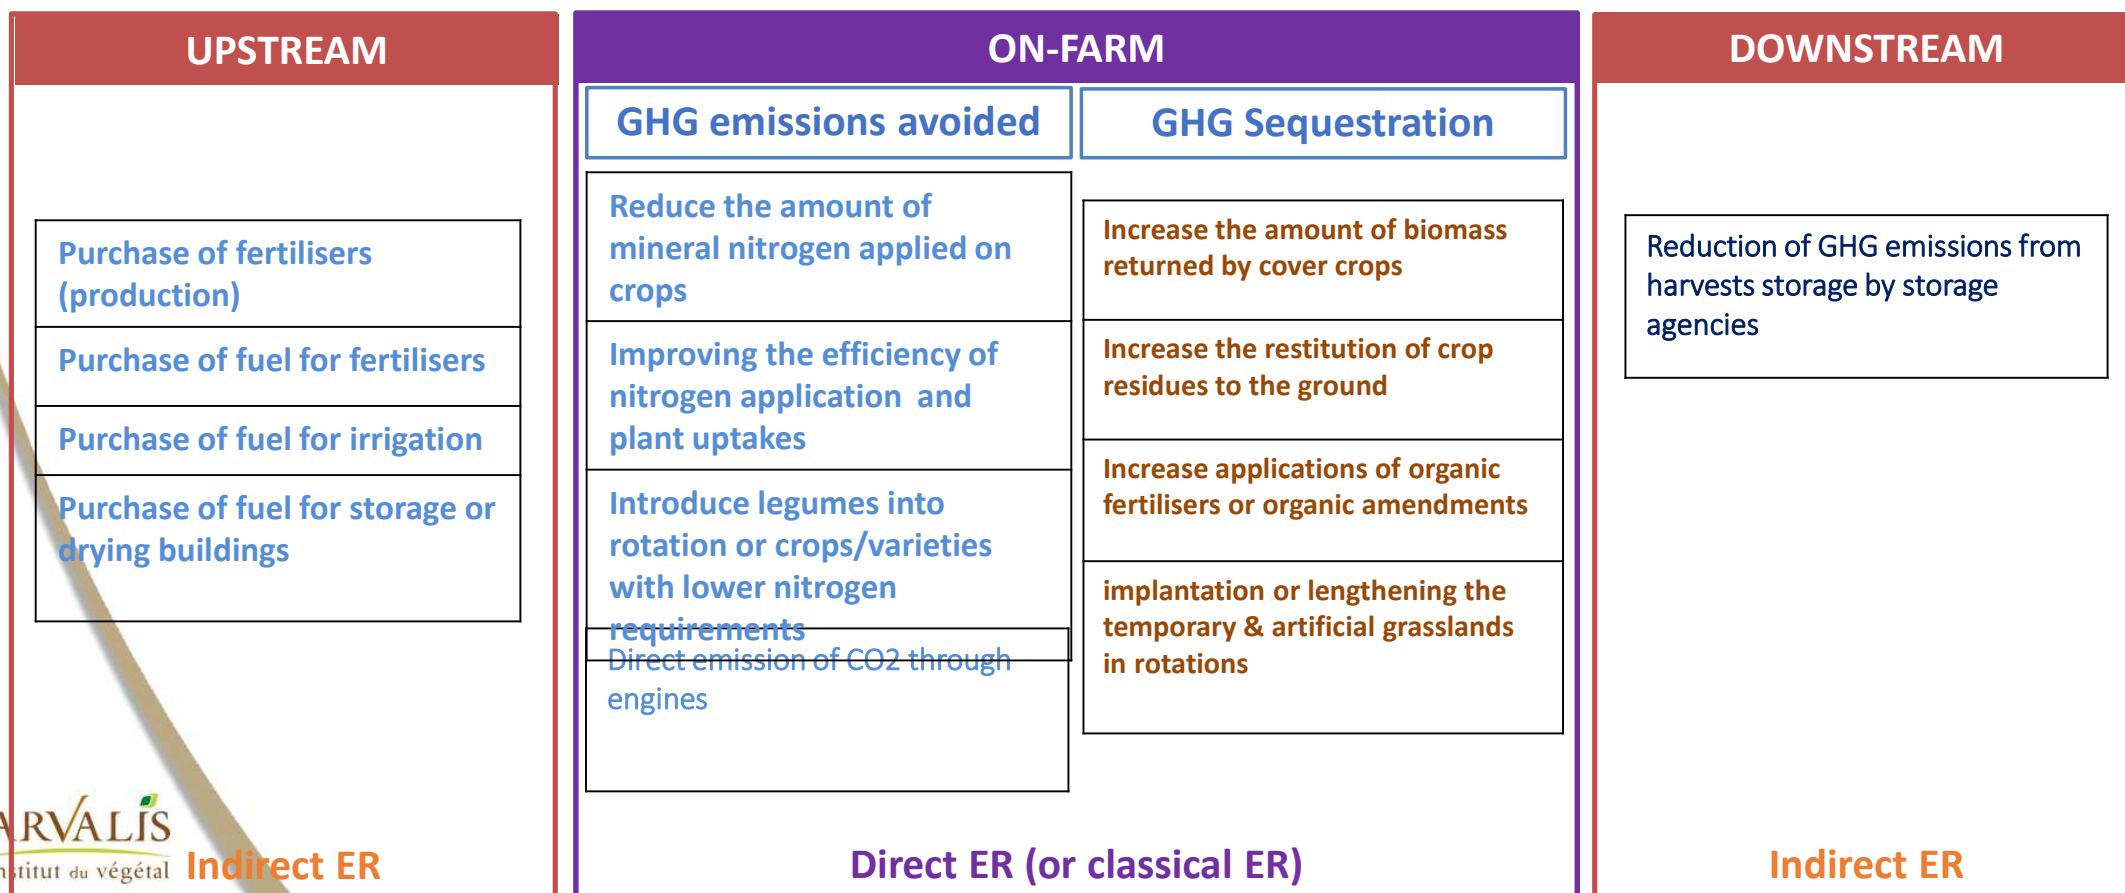 UPSTREAM
Purchase of fertilisers
(production)
Purchase of fuel for fertilisers
Purchase of fuel for irrigation
Purchase of fuel for storage or
drying buildings
Indirect ER
ON-FARM
GHG emissions avoided
Reduce the amount of
mineral nitrogen applied on
crops
Improving the efficiency of
nitrogen application and
plant uptakes
Introduce legumes into
rotation or crops/varieties
with lower nitrogen
requirements
Direct emission of CO2 through
engines
GHG Sequestration
Increase the amount of biomass
returned by cover crops
Increase the restitution of crop
residues to the ground
Increase applications of organic
fertilisers or organic amendments
implantation or lengthening the
temporary & artificial grasslands
in rotations
Direct ER (or classical ER)
DOWNSTREAM
Reduction of GHG emissions from
harvests storage by storage
agencies
Indirect ER
ARVALIS
nstitut du végétal